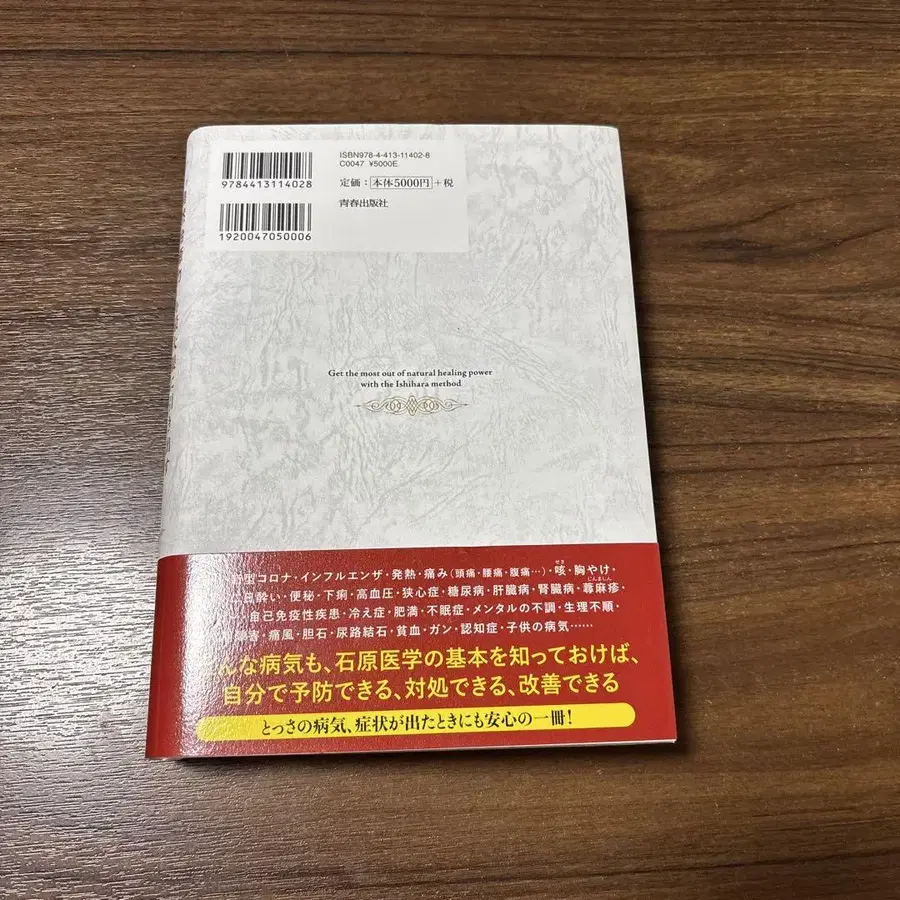 ISBN978-4-413-11402-8
C0047 ¥5000E
定価：本体5000円＋税
青春出版社
9784413114028
1920047050006
Get the most out of natural healing power
with the Ishihara method
型コロナ・インフルエンザ・発熱・痛み（頭痛・腰痛・腹痛…）・咳・胸やけ・
せき
酔い・便秘・下痢・高血圧・狭心症・糖尿病・肝臓病・腎臓病・蕁麻疹・
じんましん
自己免疫性疾患・冷え症・肥満・不眠症・メンタルの不調・生理不順・
害・痛風・胆石・尿路結石・貧血・ガン・認知症・子供の病気……
んな病気も、石原医学の基本を知っておけば、
自分で予防できる、対処できる、改善できる
とっさの病気、症状が出たときにも安心の一冊！